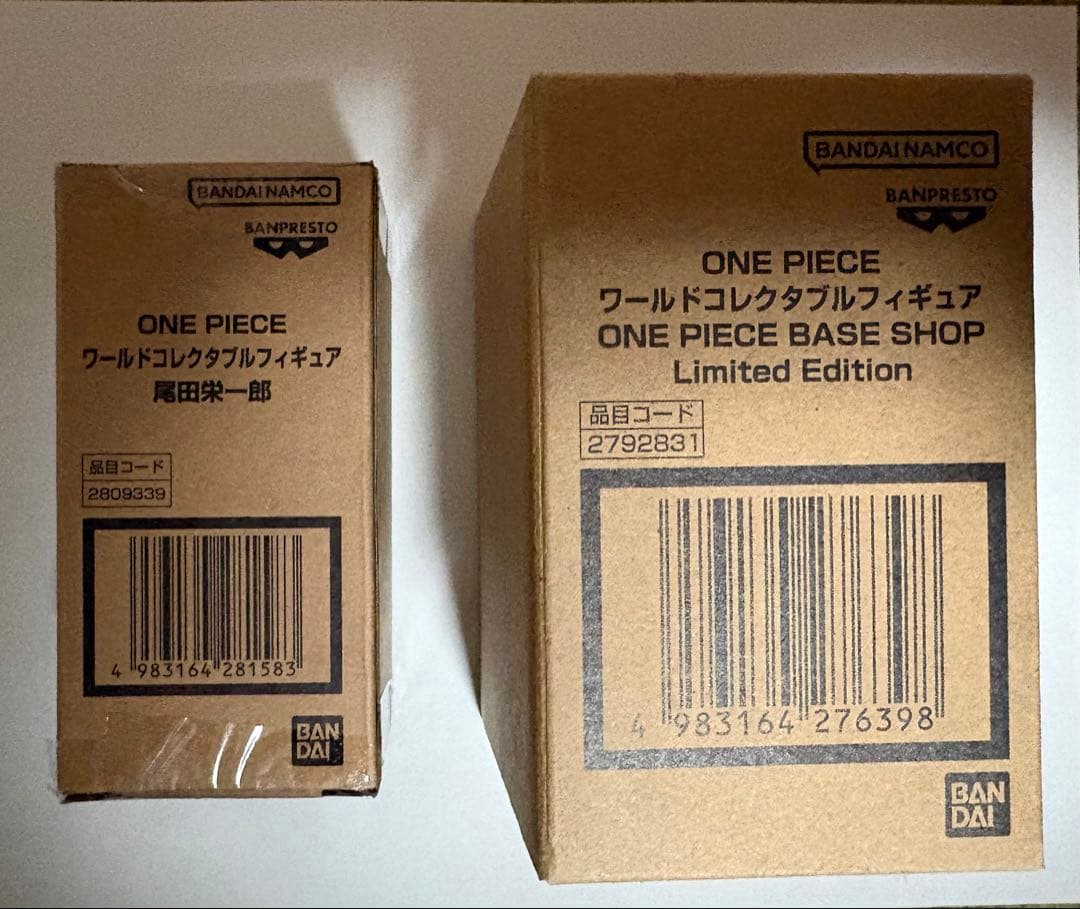 BANDAI NAMCO
BANPRESTO
ONE PIECE
ワールドコレクタブルフィギュア
尾田栄一郎
品目コード
2809339
4 983164 281583
BAN
DAI
BANDAI NAMCO
BANPRESTO
ONE PIECE
ワールドコレクタブルフィギュア
ONE PIECE BASE SHOP
Limited Edition
品目コード
2792831
4 983164 276398
BAN
DAI